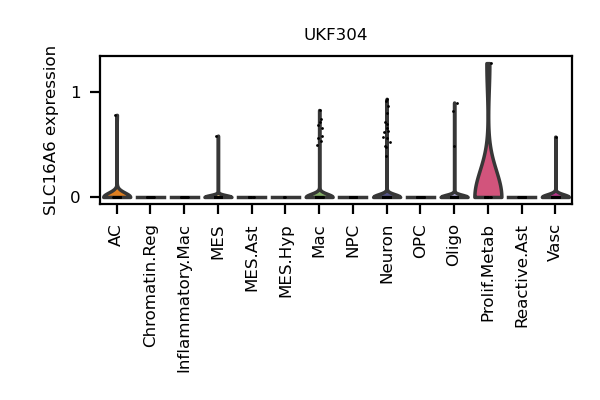 UKF304
SLC16A6 expression
1
0
AC
Chromatin.Reg
Inflammatory.Mac
MES
MES.Ast
MES.Hyp
Mac
NPC
Neuron
OPC
Oligo
Prolif.Metab
Reactive.Ast
Vasc